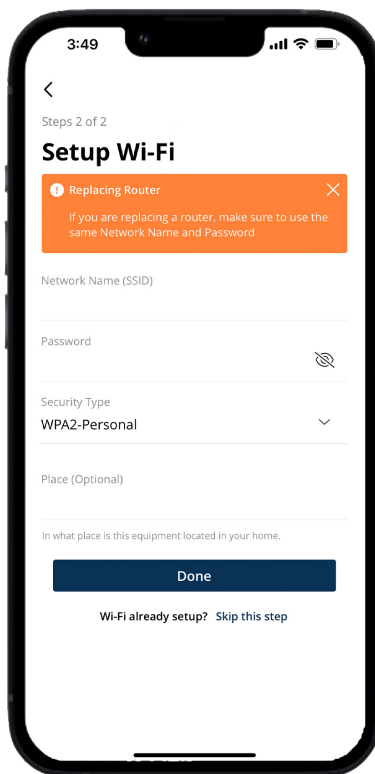 3:49
Steps 2 of 2
Setup Wi-Fi
Replacing Router
If you are replacing a router, make sure to use the
same Network Name and Password
Network Name (SSID)
Password
Security Type
WPA2-Personal
Place (Optional)
In what place is this equipment located in your home.
Done
Wi-Fi already setup? Skip this step